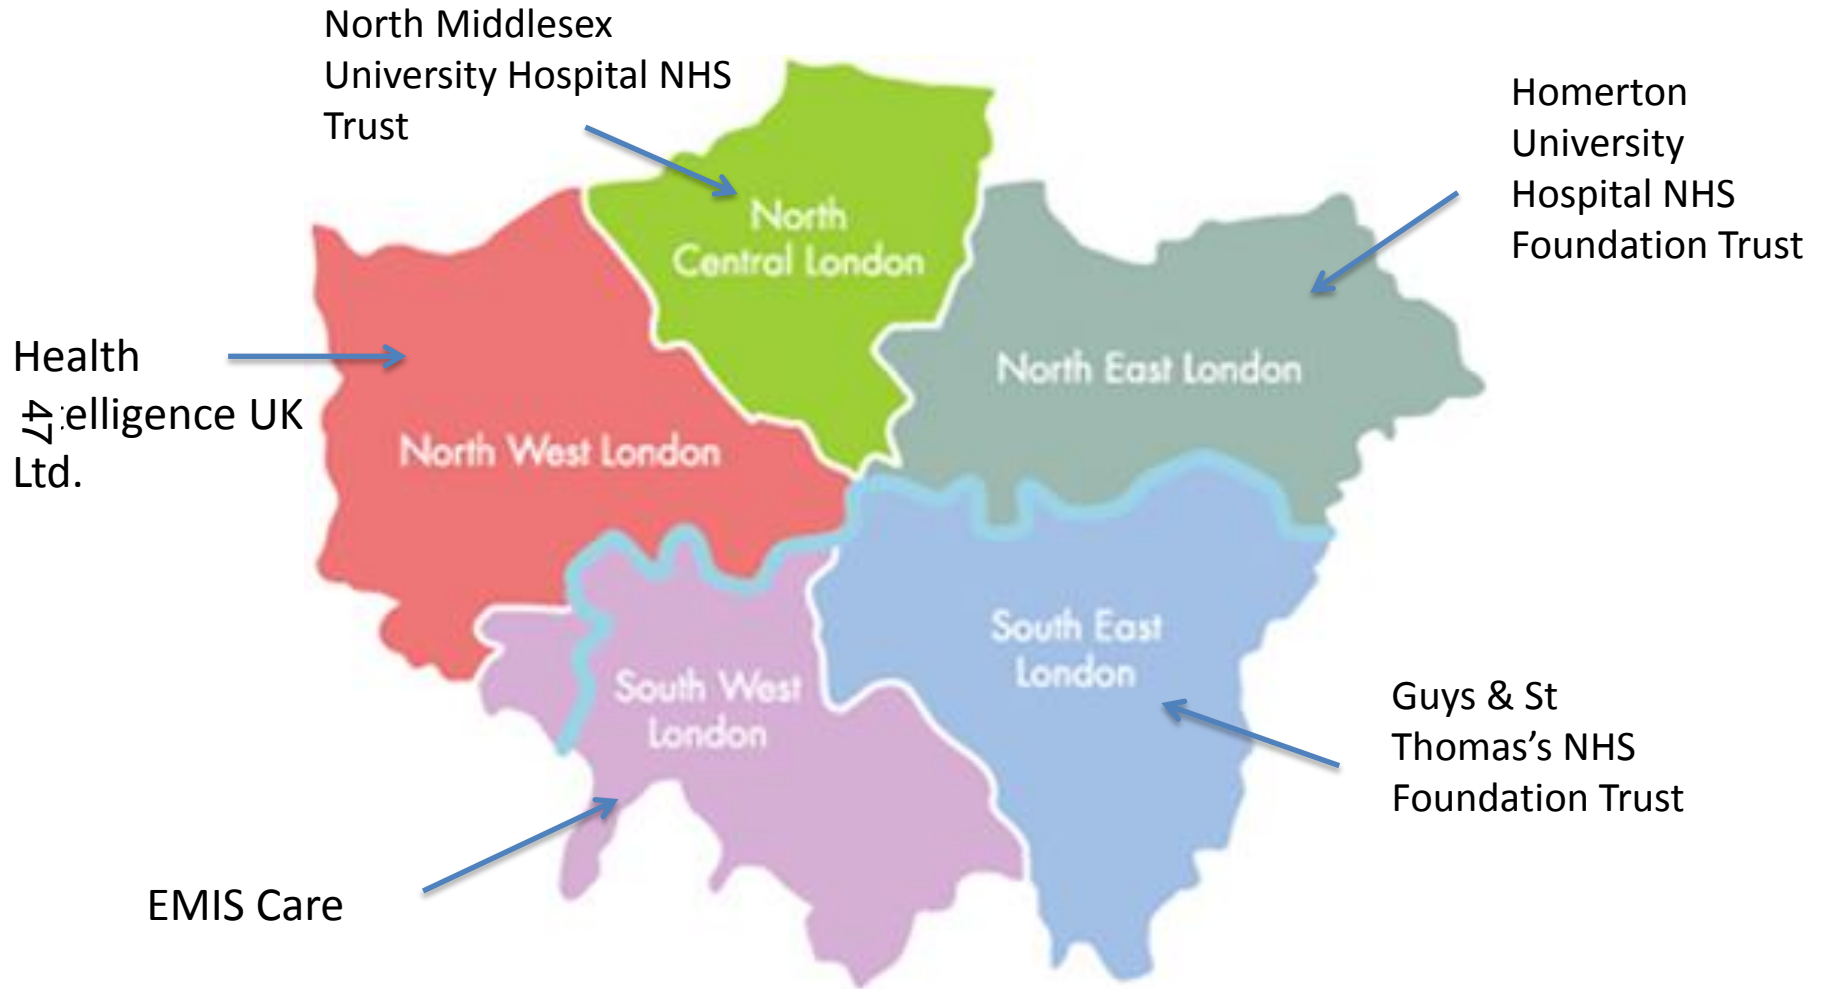 North Middlesex
University Hospital NHS
Trust
Homerton
University
Hospital NHS
Foundation Trust
North
Central London
Health
47
telligence UK
Ltd.
North East London
North West London
South East
London
South West
London
Guys & St
Thomas’s NHS
Foundation Trust
EMIS Care